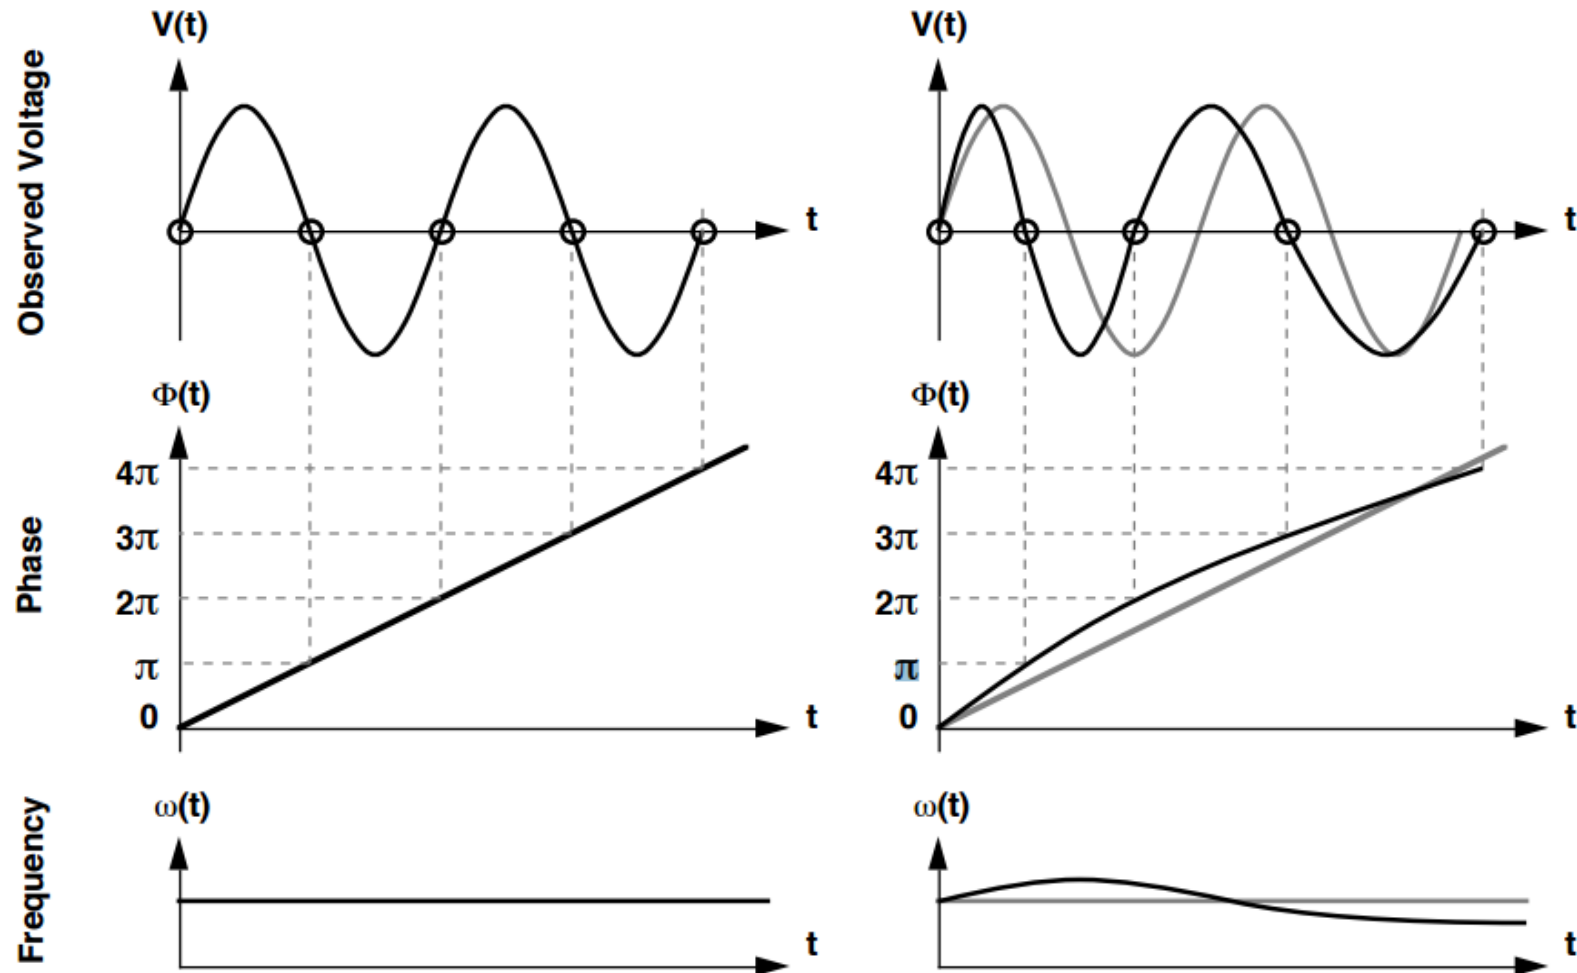 Observed Voltage
V(t)
t
V(t)
t
Phase
Φ(t)
4π
3π
2π
π
0
t
Φ(t)
4π
3π
2π
π
0
t
Frequency
ω(t)
t
ω(t)
t